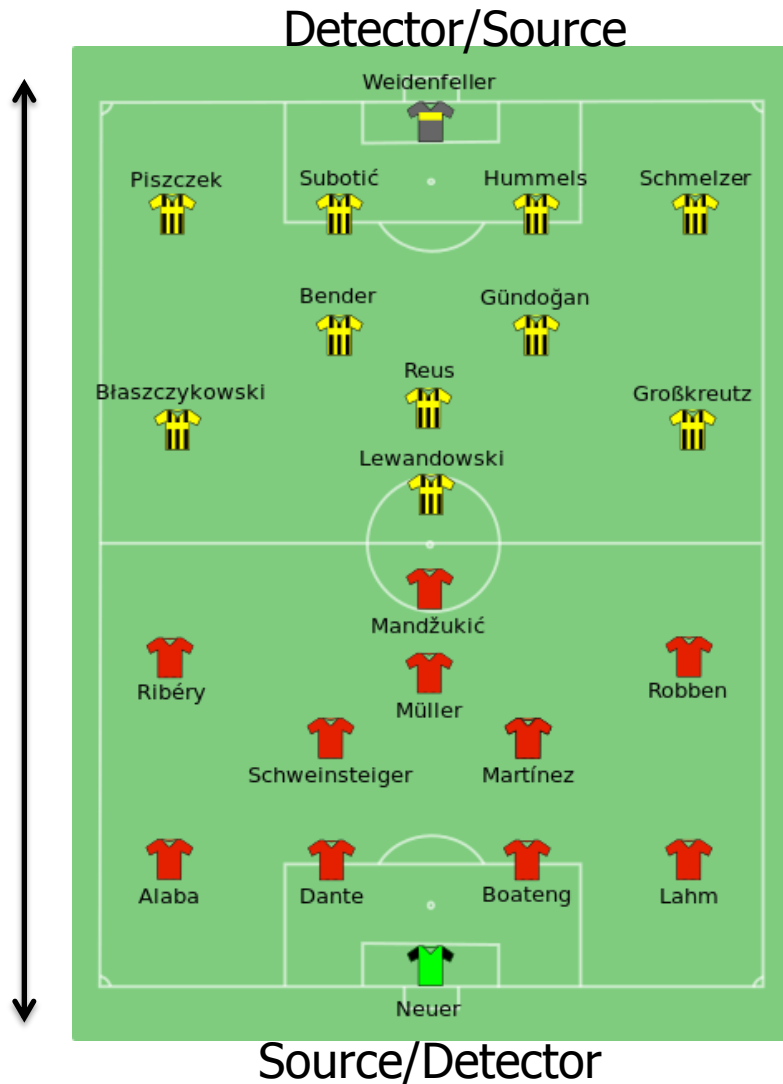 Detector/Source
Weidenfeller
Piszczek Subotić Hummels Schmelzer
Bender Gündoğan
Reus
Błaszczykowski Großkreutz
Lewandowski
Mandžukić
Ribéry Robben
Müller
Schweinsteiger Martínez
Alaba Dante Boateng Lahm
Neuer
Source/Detector